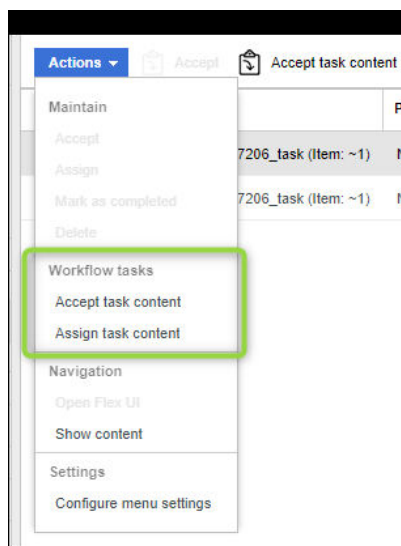 Actions
Accept
Accept task content
P
Maintain
Accept
7206_task (Item: ~1)
N
Assign
Mark as completed
7206_task (Item: ~1)
N
Delete
Workflow tasks
Accept task content
Assign task content
Navigation
Open Flex UI
Show content
Settings
Configure menu settings